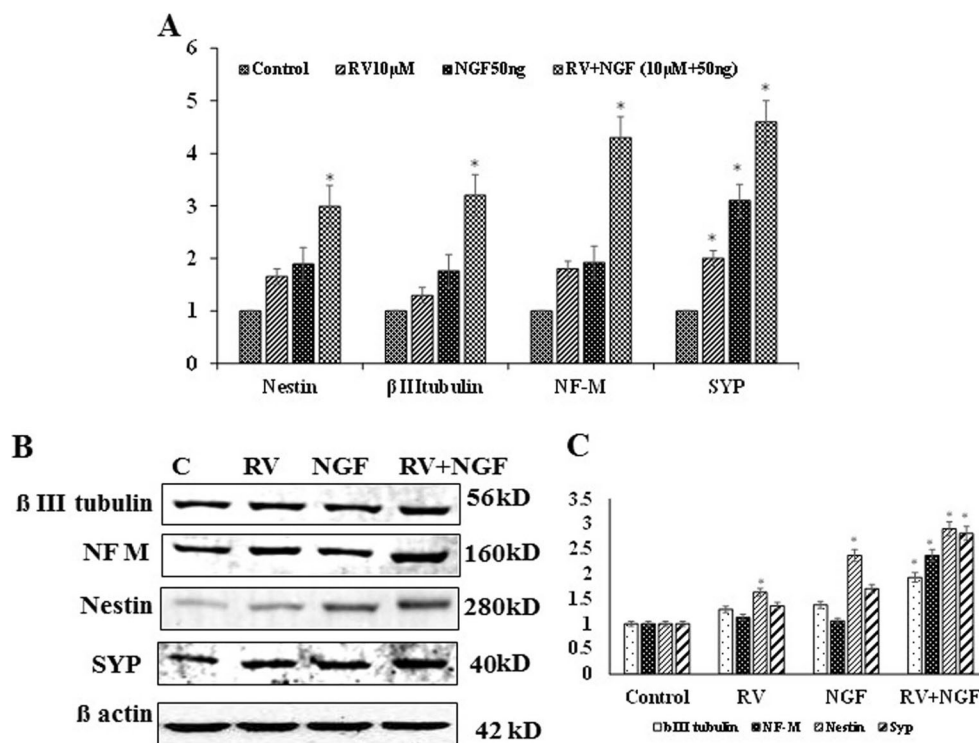 A
6
5
4
3
2
1
0
Control RV10μM NGF50ng RV+NGF (10μM+50ng)
*
*
*
*
*
*
Nestin βIIItubulin NF-M SYP
B
C RV NGF RV+NGF
ß III tubulin 56kD
NF M 160kD
Nestin 280kD
SYP 40kD
ß actin 42 kD
C
3.5
3
2.5
2
1.5
1
0.5
0
*
*
*
*
*
*
Control RV NGF RV+NGF
bIII tubulin NF-M Nestin Syp